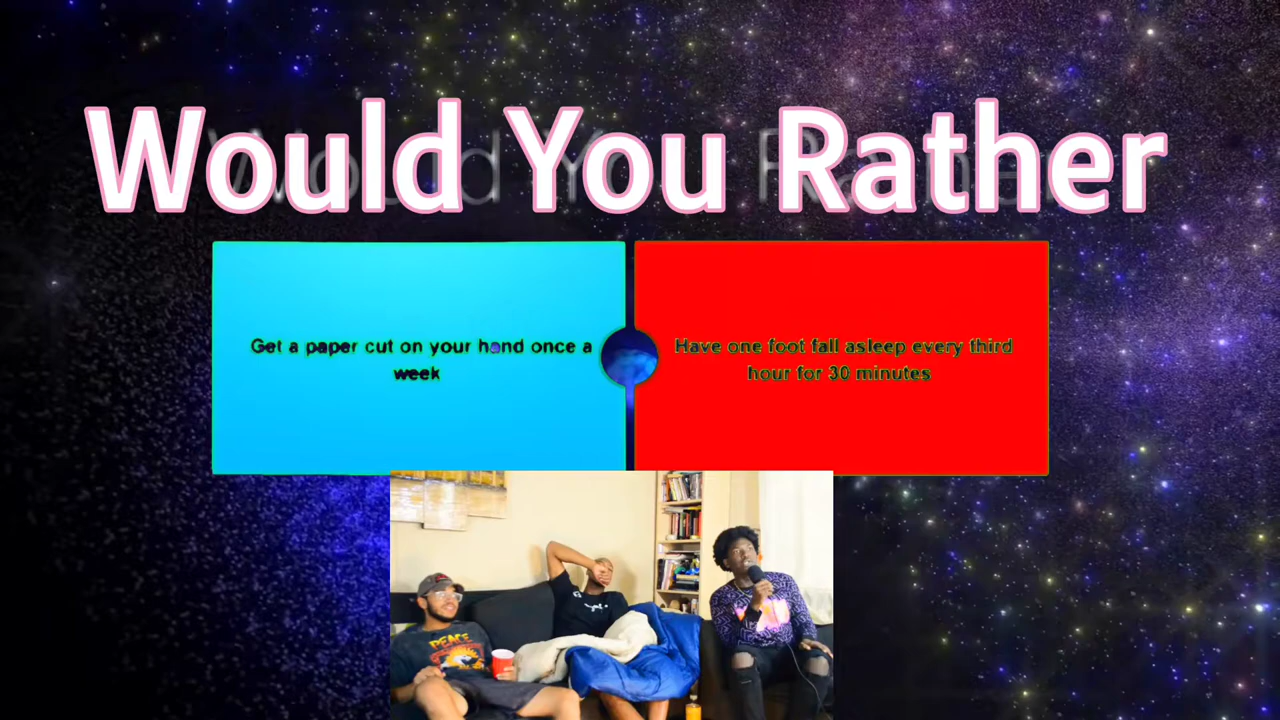 Would You Rather
Get a paper cut on your hand once a
week
Have one foot fall asleep every third
hour for 30 minutes
PEACE